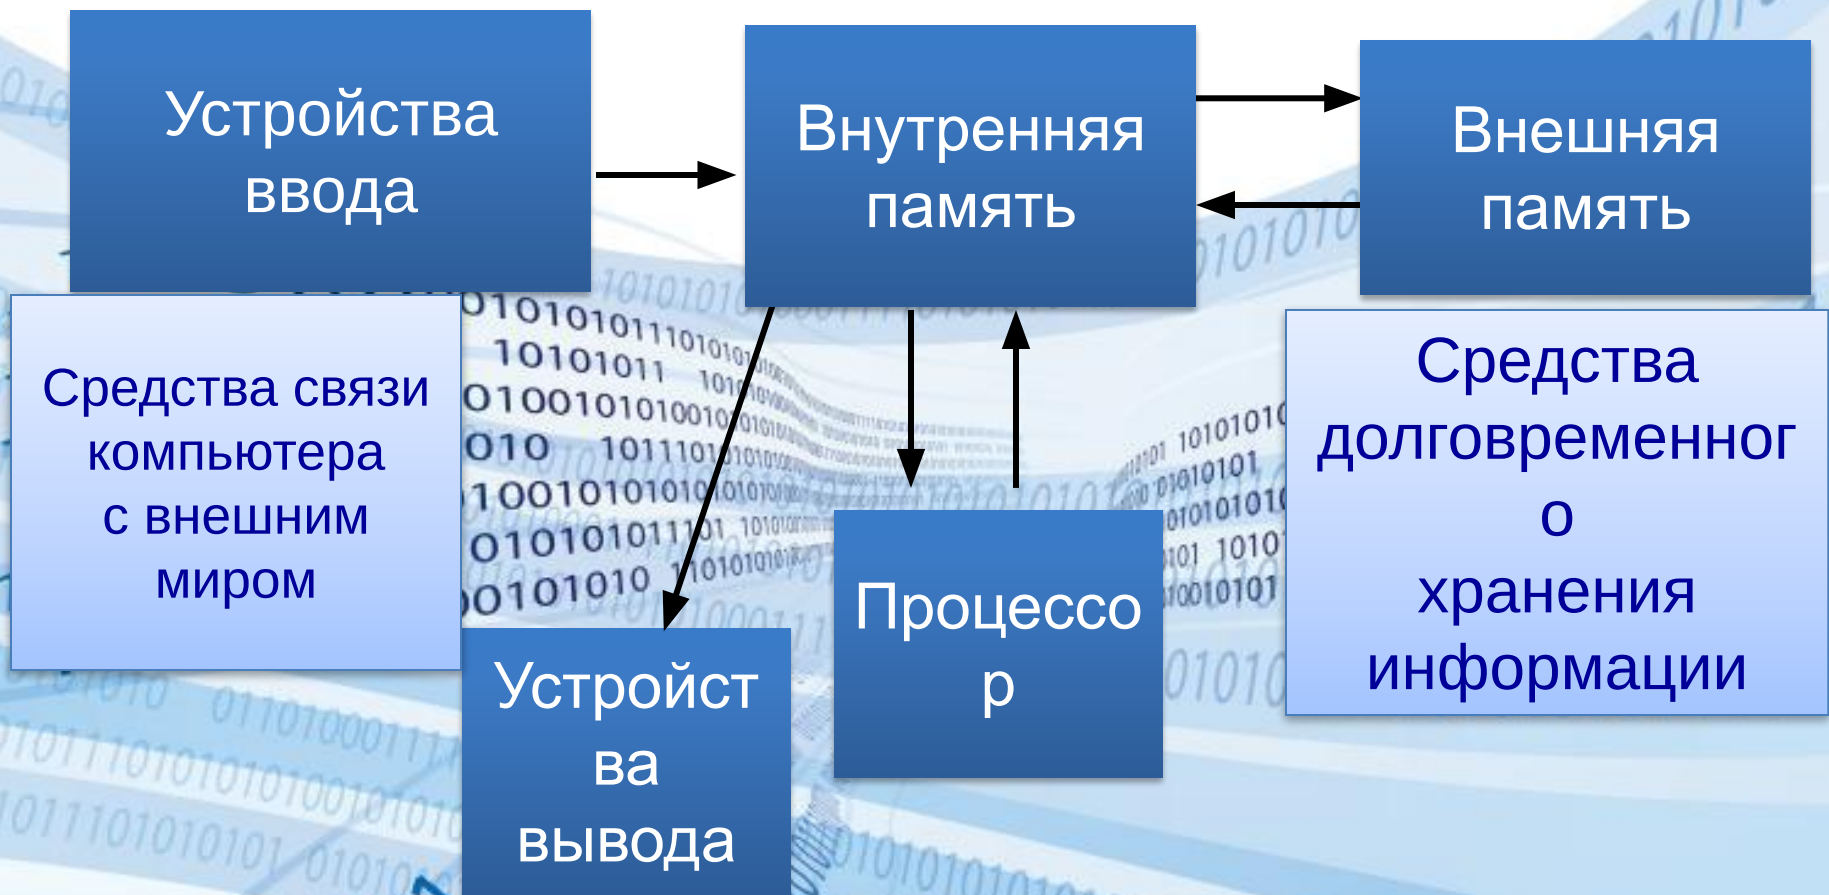 Устройства
ввода
Внутренняя
память
Внешняя
память
Средства связи
компьютера
с внешним
миром
Средства
долговременног
о
хранения
информации
Процессо
р
Устройст
ва
вывода